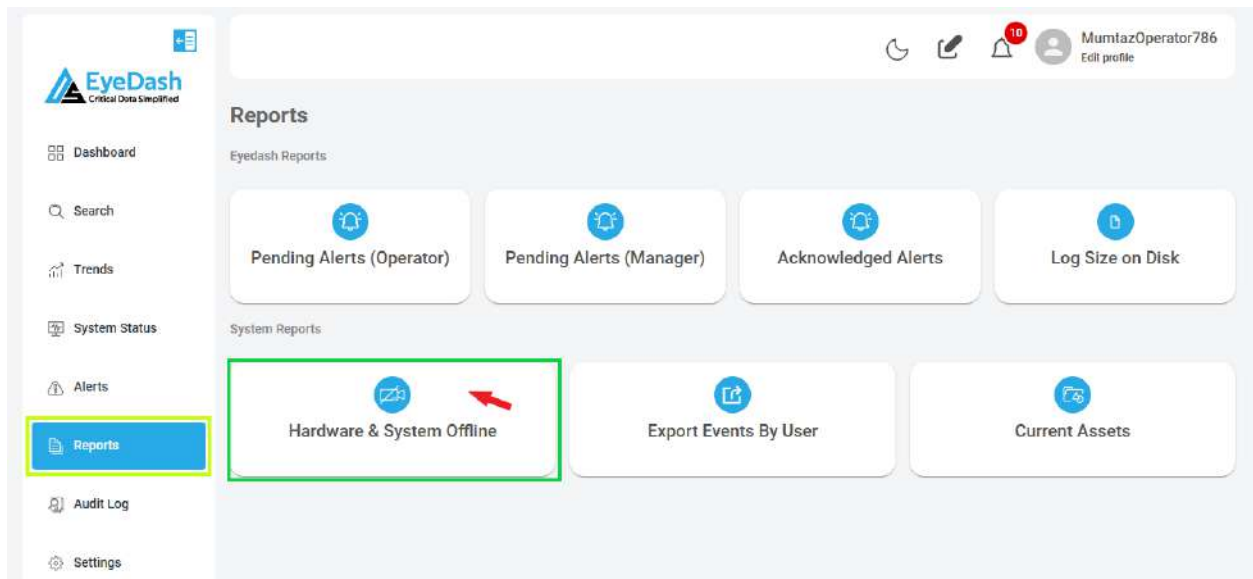 EyeDash
Critical Data Simplified
Dashboard
Search
Trends
System Status
Alerts
Reports
Audit Log
Settings
10
MumtazOperator786
Edit profile
Reports
Eyedash Reports
Pending Alerts (Operator)
Pending Alerts (Manager)
Acknowledged Alerts
Log Size on Disk
System Reports
Hardware & System Offline
Export Events By User
Current Assets